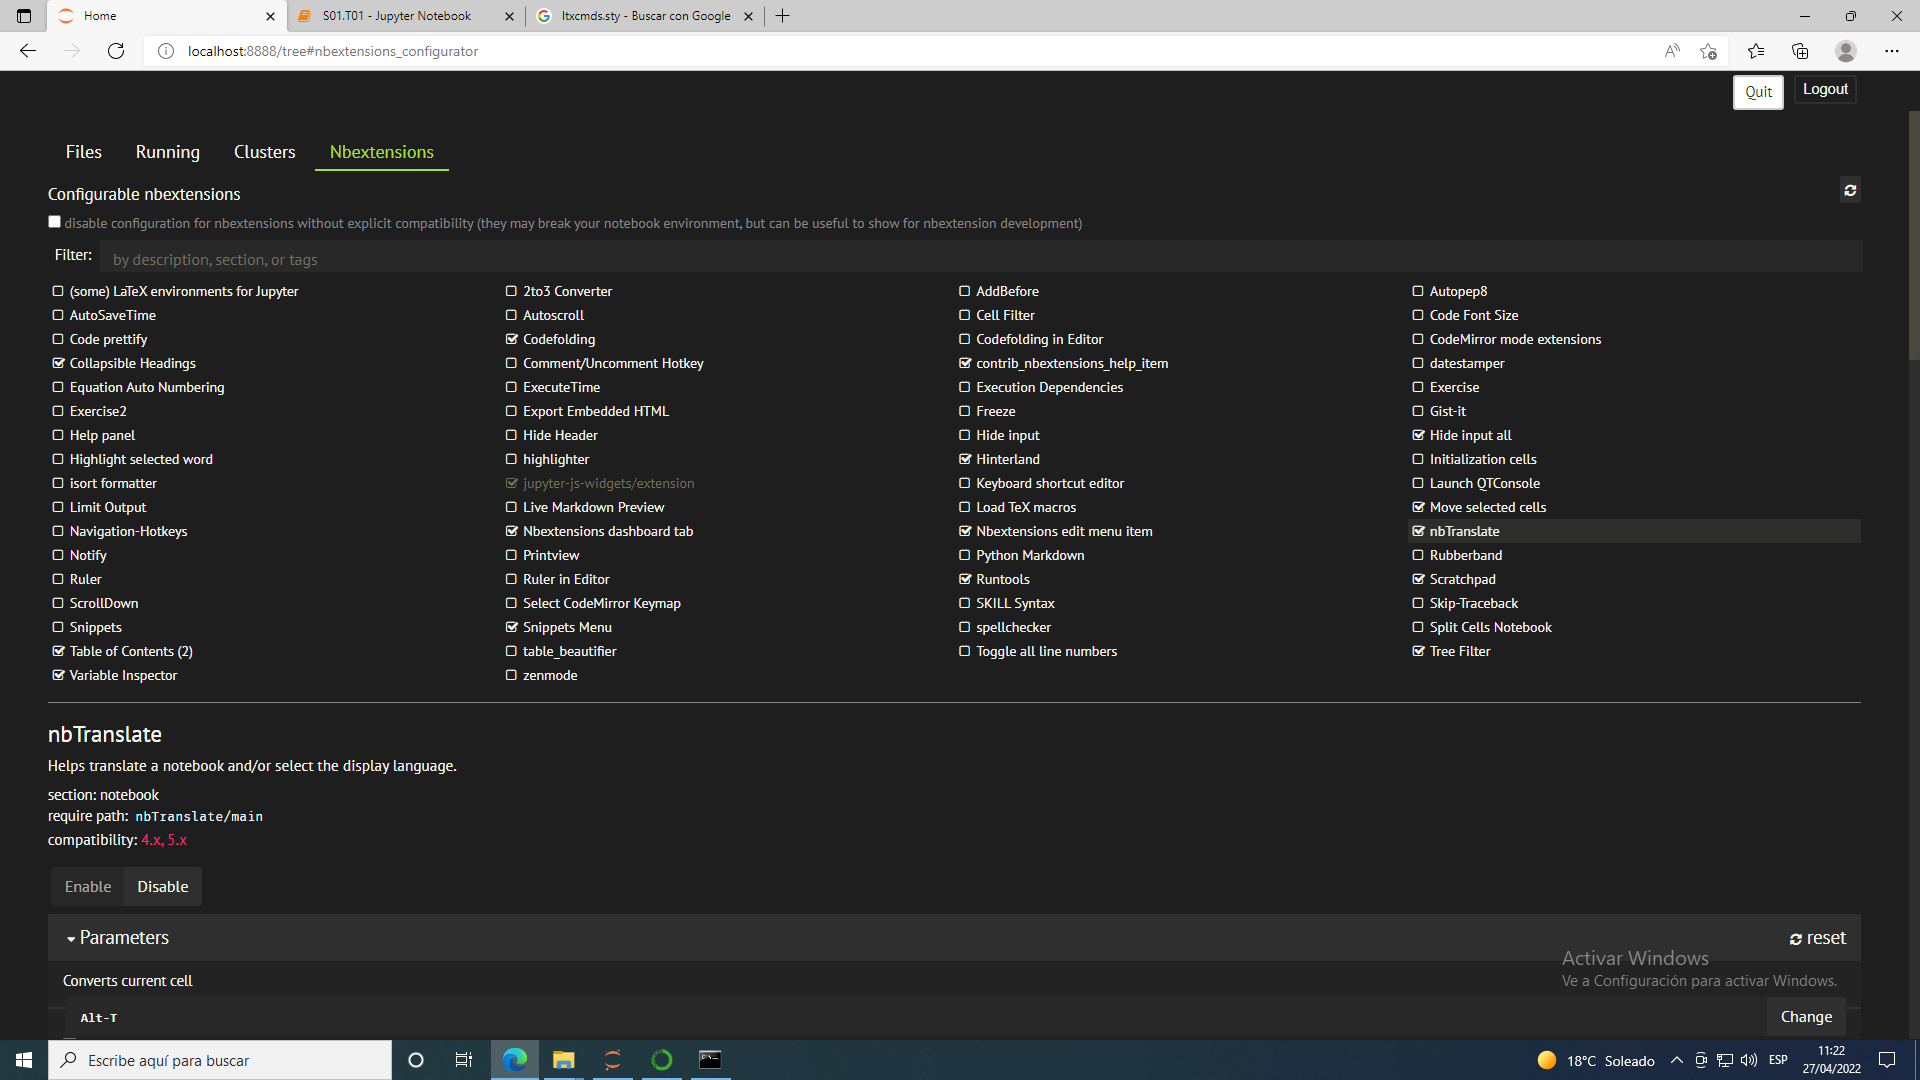 Home
S01.T01 - Jupyter Notebook
ltxcmds.sty - Buscar con Google
localhost:8888/tree#nbextensions_configurator
Quit
Logout
Files
Running
Clusters
Nbextensions
Configurable nbextensions
disable configuration for nbextensions without explicit compatibility (they may break your notebook environment, but can be useful to show for nbextension development)
Filter:
by description, section, or tags
(some) LaTeX environments for Jupyter
2to3 Converter
AddBefore
Autopep8
AutoSaveTime
Autoscroll
Cell Filter
Code Font Size
Code prettify
Codefolding
Codefolding in Editor
CodeMirror mode extensions
Collapsible Headings
Comment/Uncomment Hotkey
contrib_nbextensions_help_item
datestamper
Equation Auto Numbering
ExecuteTime
Execution Dependencies
Exercise
Exercise2
Export Embedded HTML
Freeze
Gist-it
Help panel
Hide Header
Hide input
Hide input all
Highlight selected word
highlighter
Hinterland
Initialization cells
isort formatter
jupyter-js-widgets/extension
Keyboard shortcut editor
Launch QTConsole
Limit Output
Live Markdown Preview
Load TeX macros
Move selected cells
Navigation-Hotkeys
Nbextensions dashboard tab
Nbextensions edit menu item
nbTranslate
Notify
Printview
Python Markdown
Rubberband
Ruler
Ruler in Editor
Runtools
Scratchpad
ScrollDown
Select CodeMirror Keymap
SKILL Syntax
Skip-Traceback
Snippets
Snippets Menu
spellchecker
Split Cells Notebook
Table of Contents (2)
table_beautifier
Toggle all line numbers
Tree Filter
Variable Inspector
zenmode
nbTranslate
Helps translate a notebook and/or select the display language.
section: notebook
require path: nbTranslate/main
compatibility: 4.x, 5.x
Enable
Disable
Parameters
reset
Converts current cell
Alt-T
Change
Activar Windows
Ve a Configuración para activar Windows.
Escribe aquí para buscar
18°C Soleado
ESP
11:22
27/04/2022